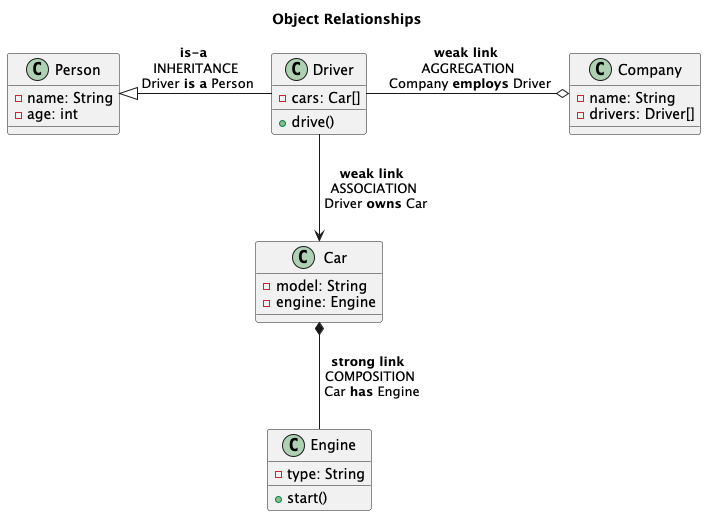 Object Relationships
C Person
name: String
age: int
is-a
INHERITANCE
Driver is a Person
C Driver
cars: Car[]
drive()
weak link
AGGREGATION
Company employs Driver
C Company
name: String
drivers: Driver[]
weak link
ASSOCIATION
Driver owns Car
C Car
model: String
engine: Engine
strong link
COMPOSITION
Car has Engine
C Engine
type: String
start()